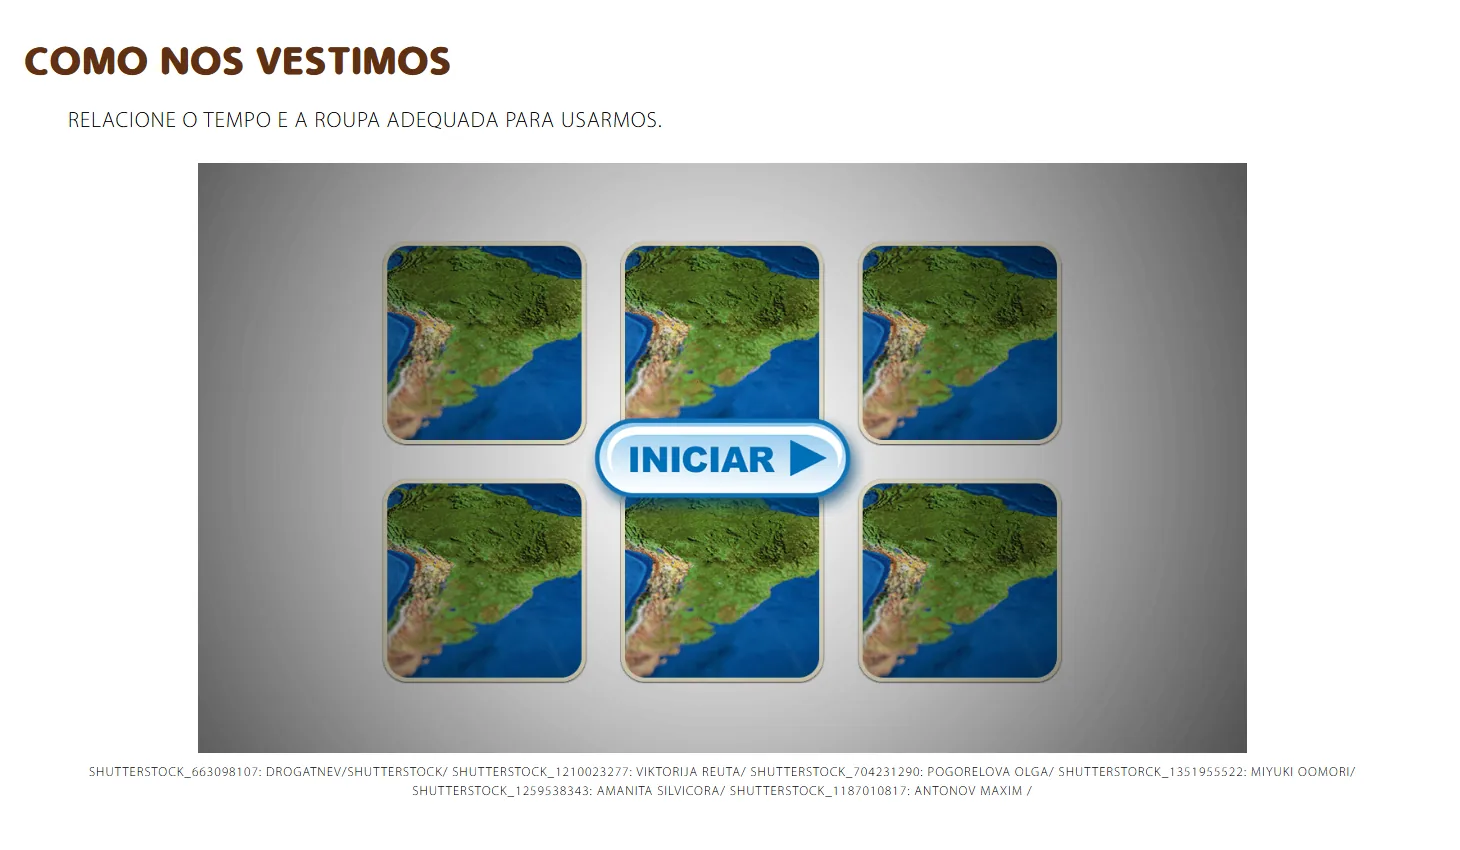 COMO NOS VESTIMOS
RELACIONE O TEMPO E A ROUPA ADEQUADA PARA USARMOS.
INICIAR
SHUTTERSTOCK_663098107: DROGATNEV/SHUTTERSTOCK/ SHUTTERSTOCK_1210023277: VIKTORIJA REUTA/ SHUTTERSTOCK_704231290: POGORELOVA OLGA/ SHUTTERSTORCK_1351955522: MIYUKI OOMORI/
SHUTTERSTOCK_1259538343: AMANITA SILVICORA/ SHUTTERSTOCK_1187010817: ANTONOV MAXIM /